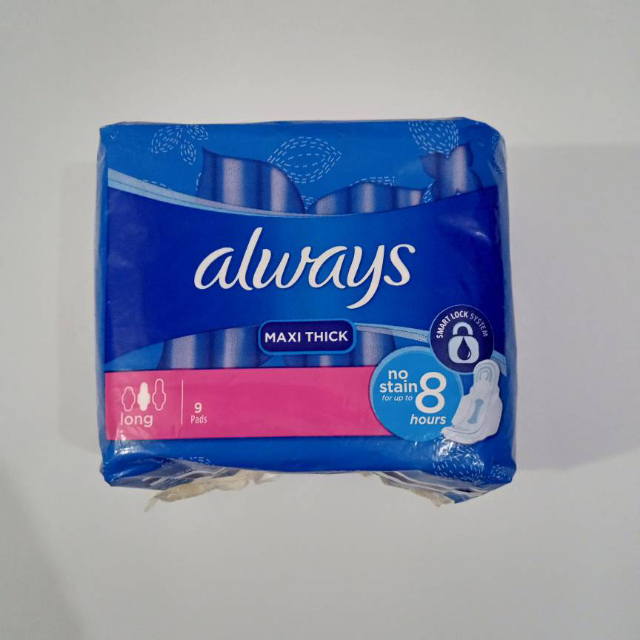 always
MAXI THICK
SMART LOCK SYSTEM
no
stain
for up to
8
hours
long
9
Pads